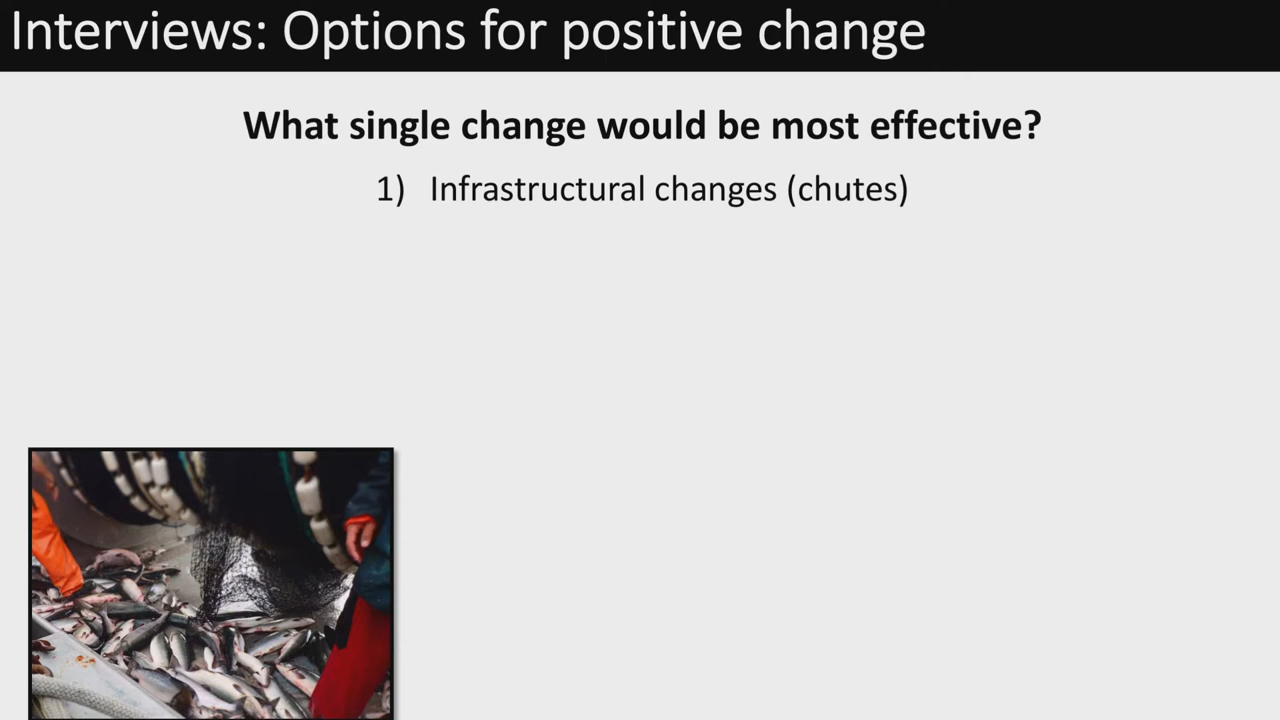 Interviews: Options for positive change
What single change would be most effective?
1) Infrastructural changes (chutes)